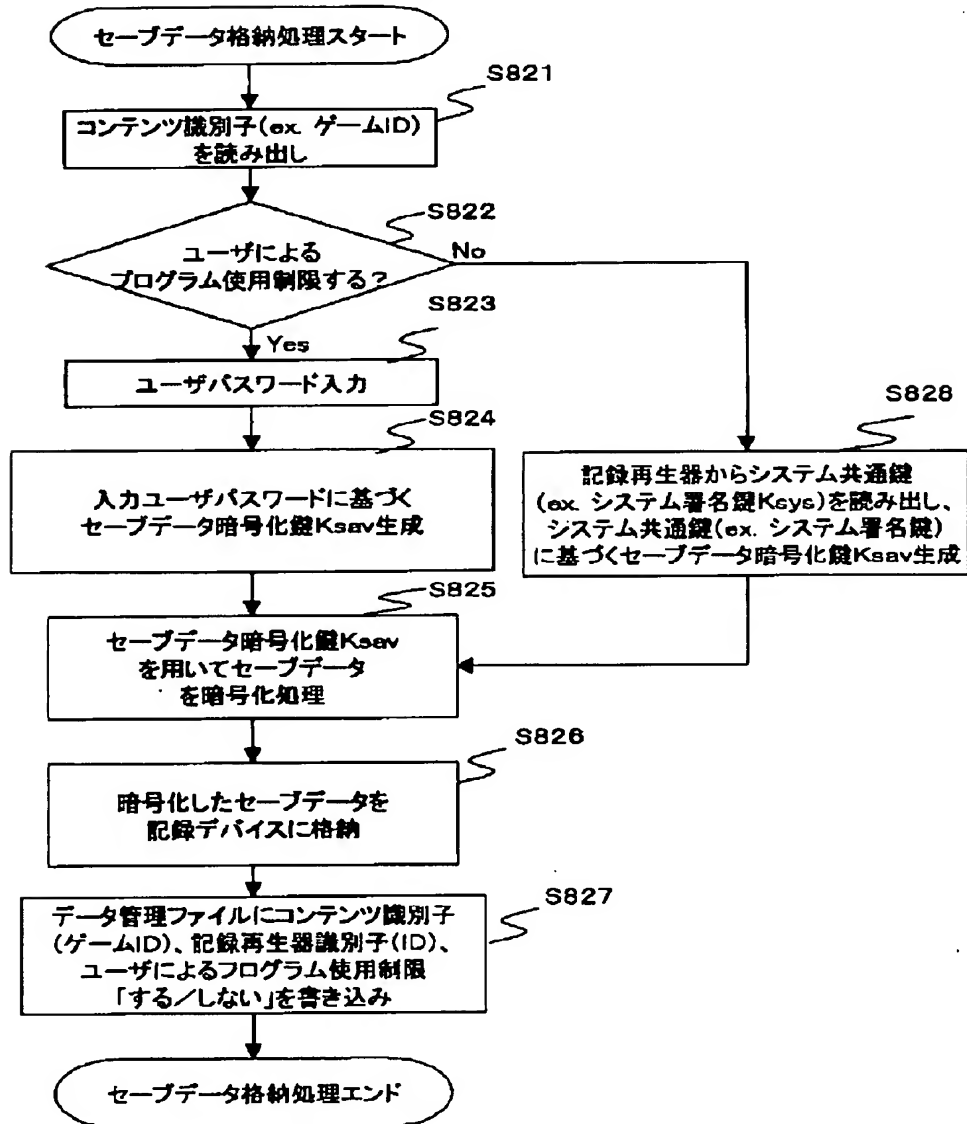 セーブデータ格納処理スタート
S821
コンテンツ識別子(ex. ゲームID)
を読み出し
S822
ユーザによる
プログラム使用制限する?
No
Yes
S823
ユーザパスワード入力
S824
入力ユーザパスワードに基づく
セーブデータ暗号化鍵Ksav生成
S828
記録再生器からシステム共通鍵
(ex. システム署名鍵Ksys)を読み出し、
システム共通鍵(ex. システム署名鍵)
に基づくセーブデータ暗号化鍵Ksav生成
S825
セーブデータ暗号化鍵Ksav
を用いてセーブデータ
を暗号化処理
S826
暗号化したセーブデータを
記録デバイスに格納
S827
データ管理ファイルにコンテンツ識別子
(ゲームID)、記録再生器識別子(ID)、
ユーザによるプログラム使用制限
「する/しない」を書き込み
セーブデータ格納処理エンド